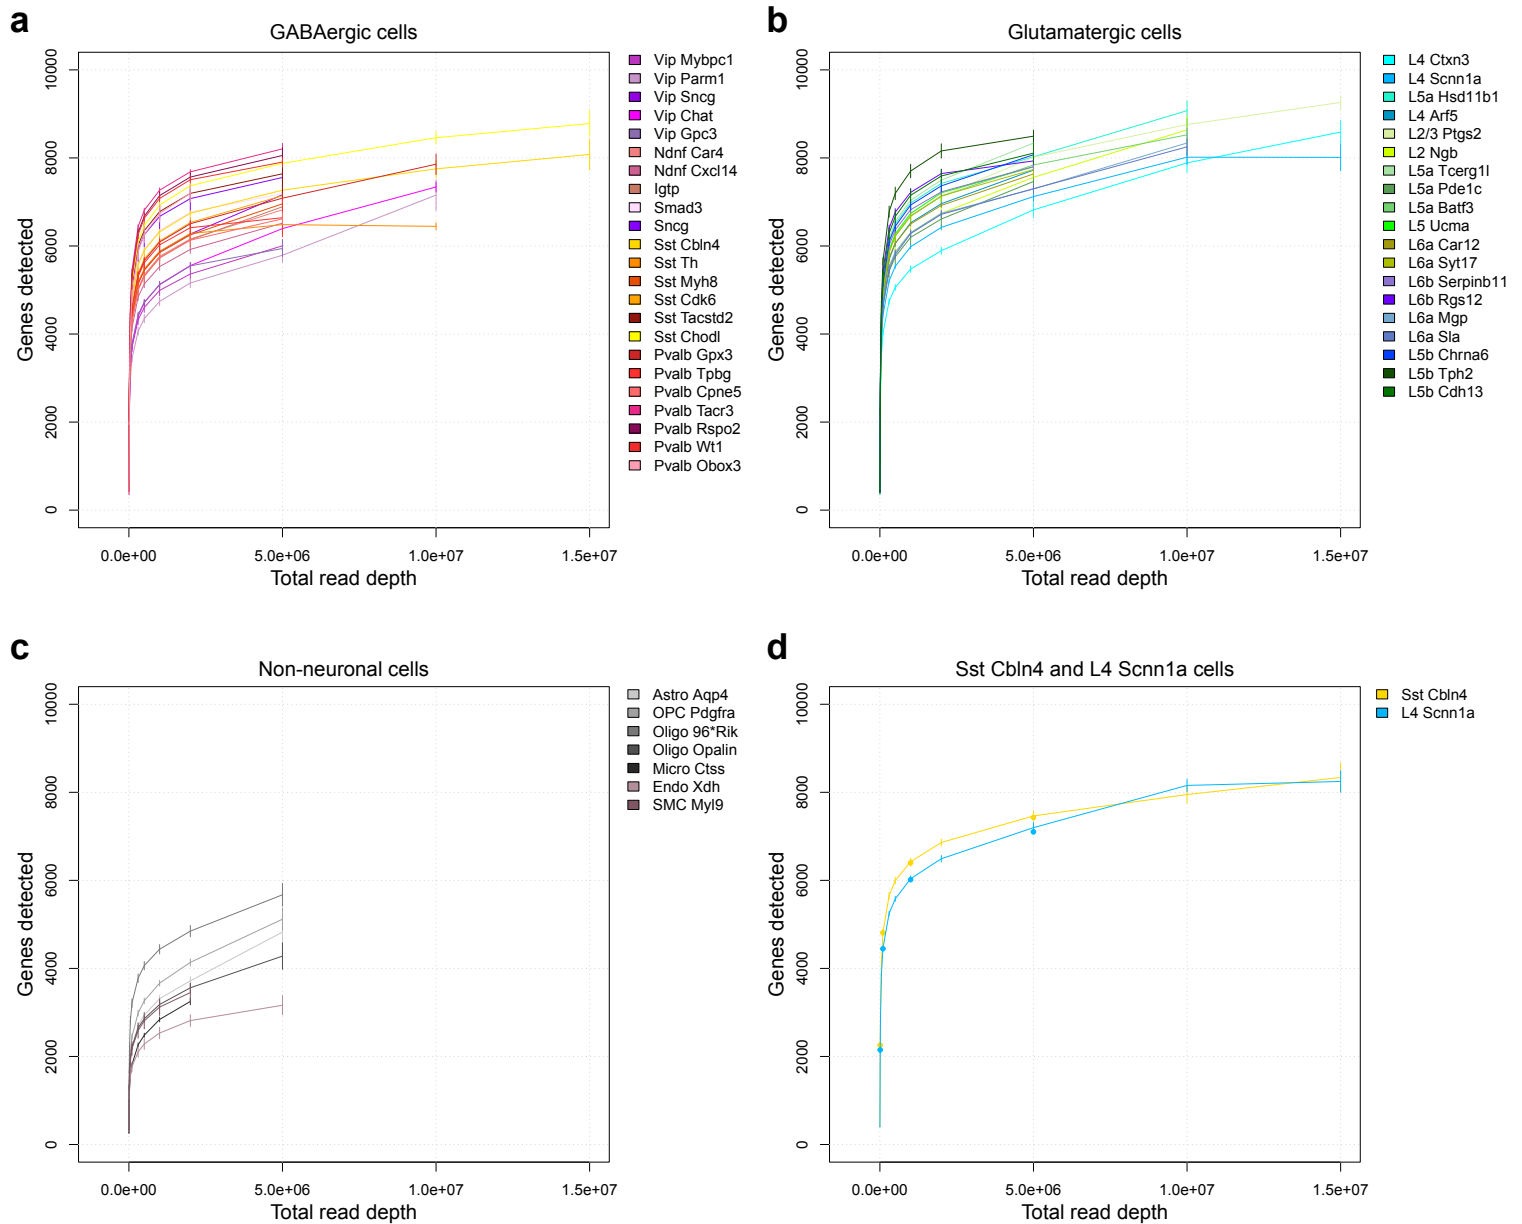 a
GABAergic cells
Genes detected
0
2000
4000
6000
8000
10000
0.0e+00
5.0e+06
1.0e+07
1.5e+07
Total read depth
Vip Mybpc1
Vip Parm1
Vip Sncg
Vip Chat
Vip Gpc3
Ndnf Car4
Ndnf Cxcl14
Igtp
Smad3
Sncg
Sst Cbln4
Sst Th
Sst Myh8
Sst Cdk6
Sst Tacstd2
Sst Chodl
Pvalb Gpx3
Pvalb Tpbg
Pvalb Cpne5
Pvalb Tacr3
Pvalb Rspo2
Pvalb Wt1
Pvalb Obox3
b
Glutamatergic cells
Genes detected
0
2000
4000
6000
8000
10000
0.0e+00
5.0e+06
1.0e+07
1.5e+07
Total read depth
L4 Ctxn3
L4 Scnn1a
L5a Hsd11b1
L4 Arf5
L2/3 Ptgs2
L2 Ngb
L5a Tcerg1l
L5a Pde1c
L5a Batf3
L5 Ucma
L6a Car12
L6a Syt17
L6b Serpinb11
L6b Rgs12
L6a Mgp
L6a Sla
L5b Chrna6
L5b Tph2
L5b Cdh13
c
Non-neuronal cells
Genes detected
0
2000
4000
6000
8000
10000
0.0e+00
5.0e+06
1.0e+07
1.5e+07
Total read depth
Astro Aqp4
OPC Pdgfra
Oligo 96*Rik
Oligo Opalin
Micro Ctss
Endo Xdh
SMC Myl9
d
Sst Cbln4 and L4 Scnn1a cells
Genes detected
0
2000
4000
6000
8000
10000
0.0e+00
5.0e+06
1.0e+07
1.5e+07
Total read depth
Sst Cbln4
L4 Scnn1a